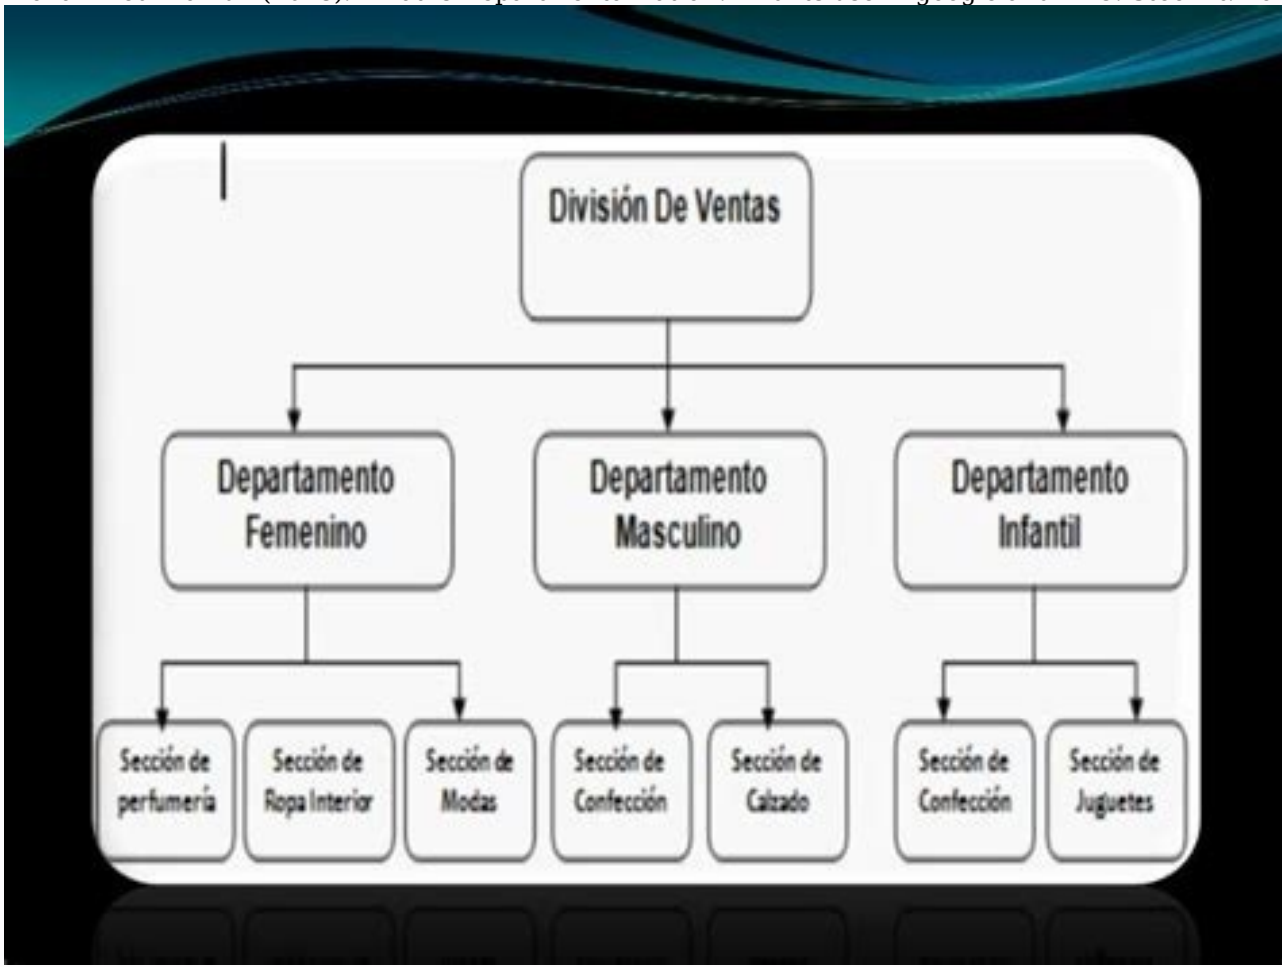 División De Ventas
Departamento
Femenino
Departamento
Masculino
Departamento
Infantil
Sección de
perfumería
Sección de
Ropa Interior
Sección de
Modas
Sección de
Confección
Sección de
Calzado
Sección de
Confección
Sección de
Juguetes